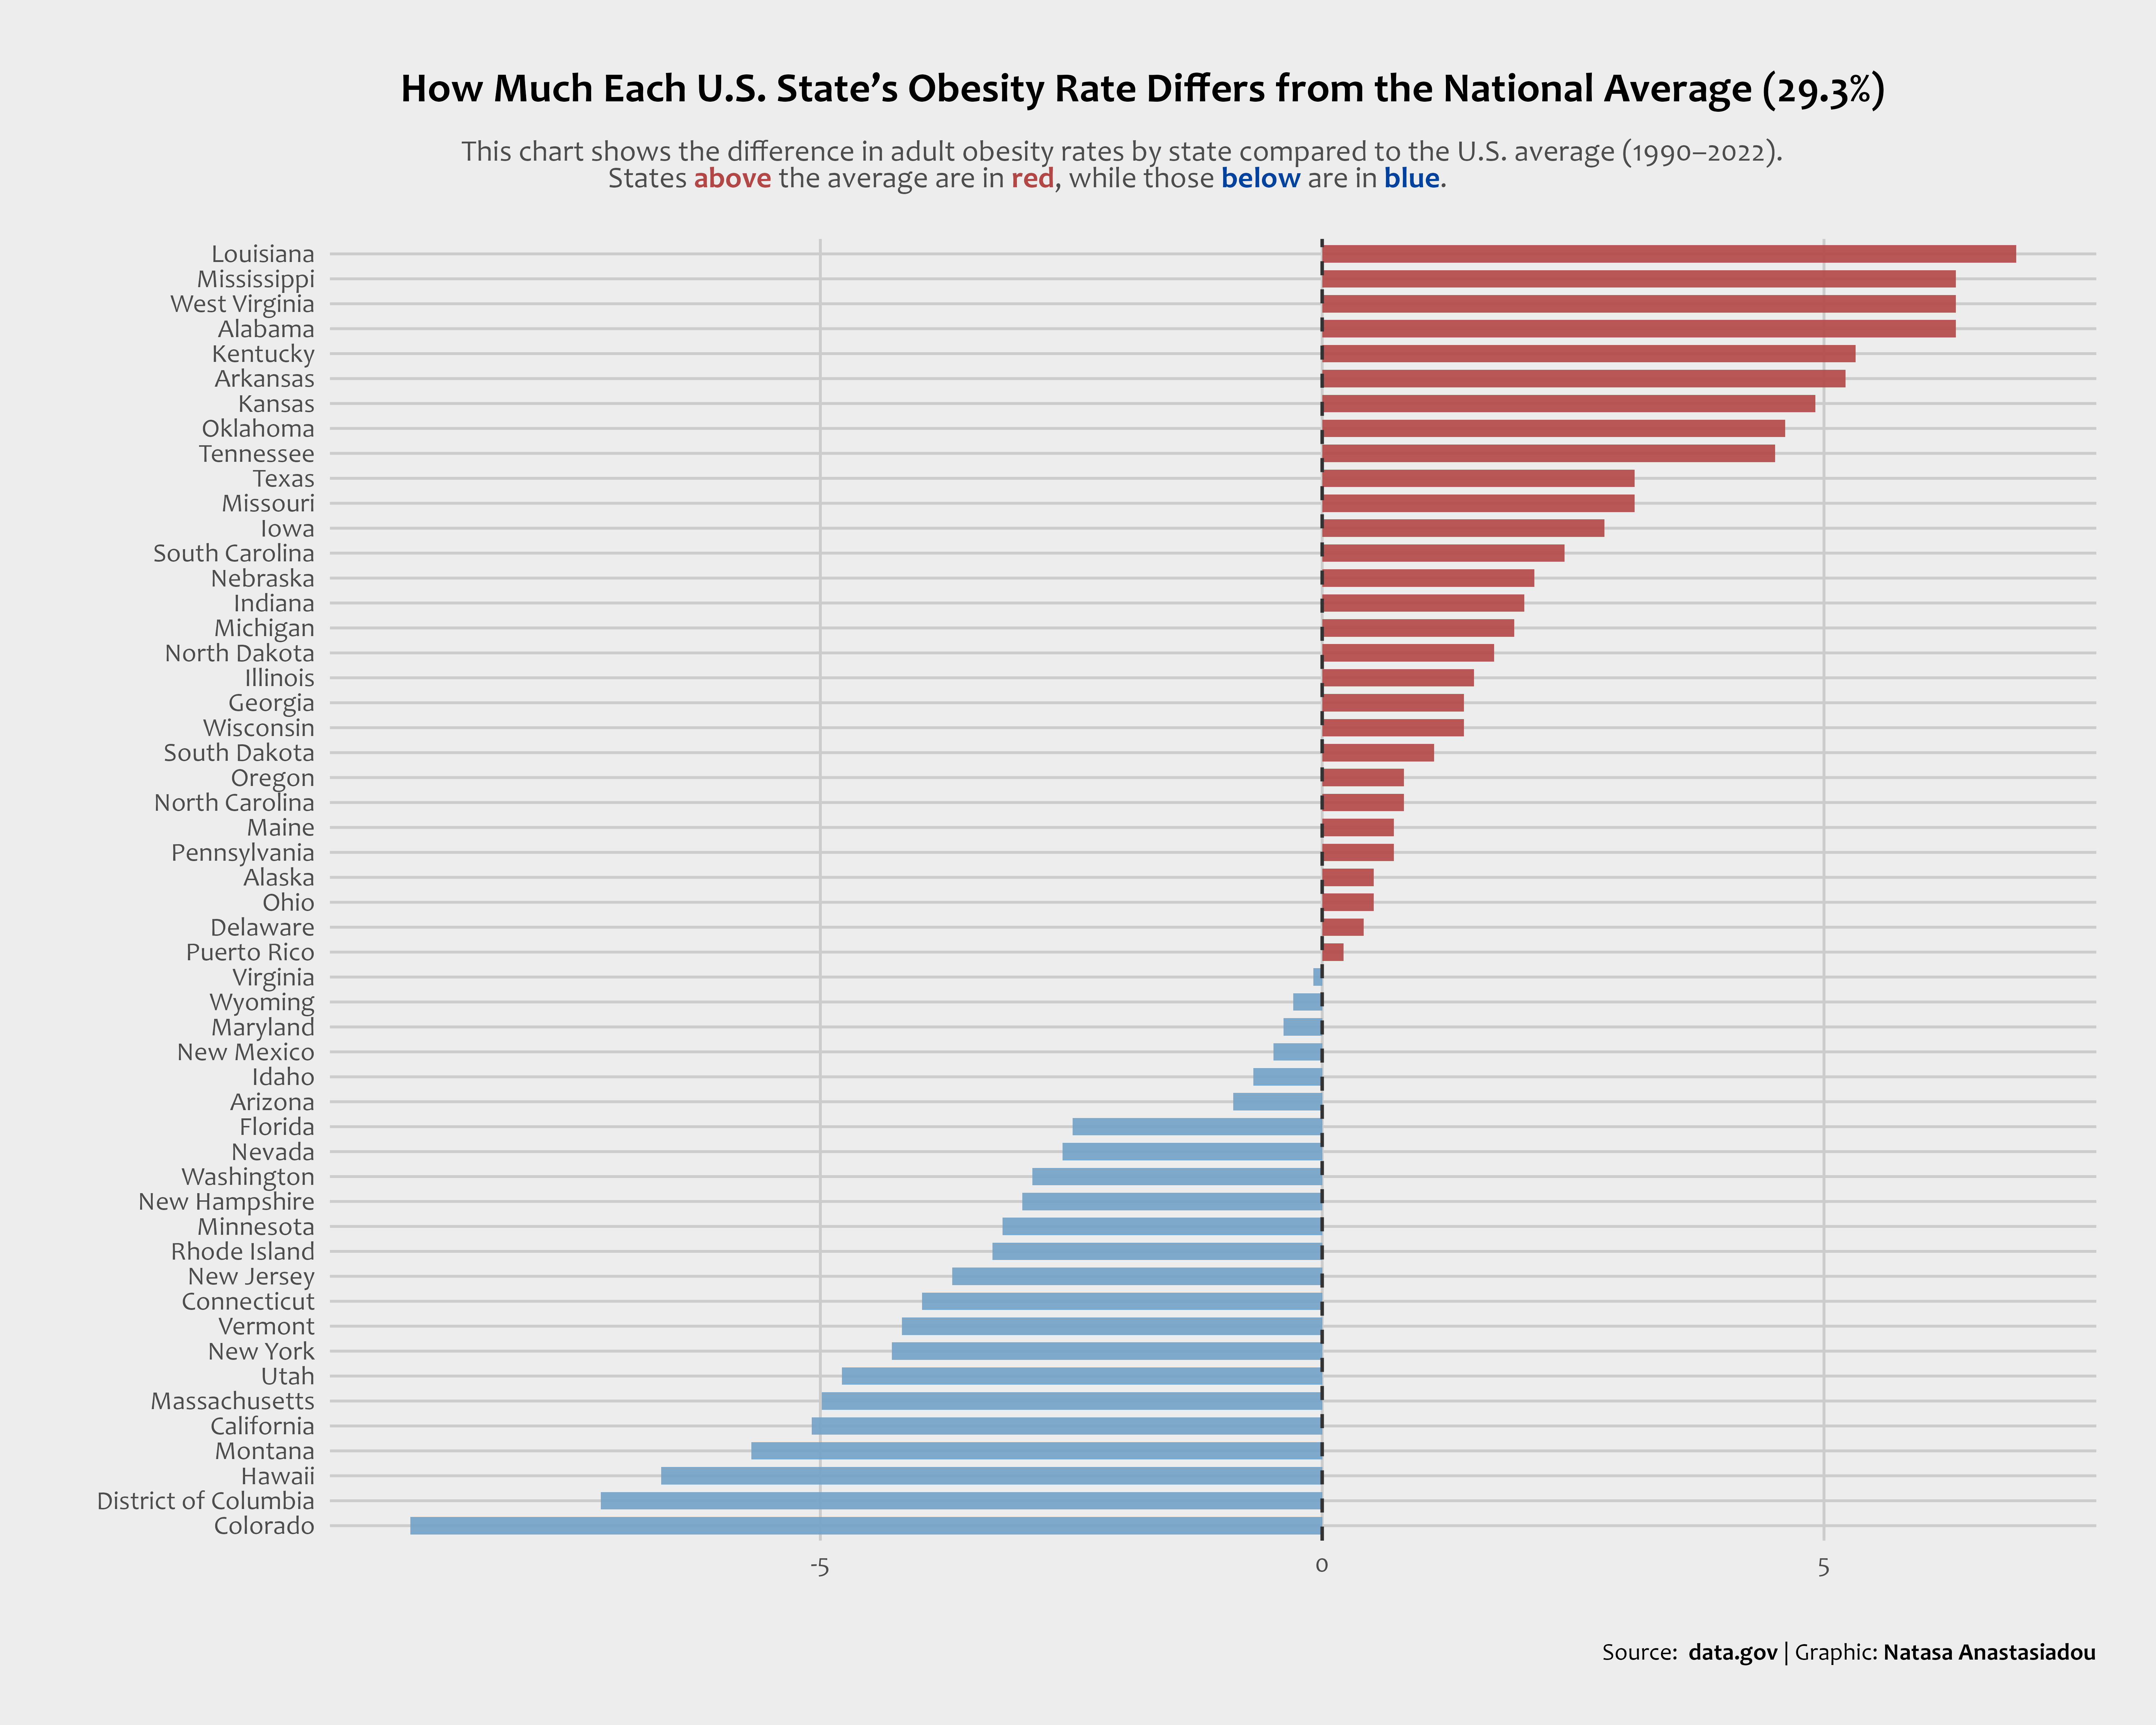 How Much Each U.S. State’s Obesity Rate Differs from the National Average (29.3%)
This chart shows the difference in adult obesity rates by state compared to the U.S. average (1990–2022).
States above the average are in red, while those below are in blue.
Louisiana
Mississippi
West Virginia
Alabama
Kentucky
Arkansas
Kansas
Oklahoma
Tennessee
Texas
Missouri
Iowa
South Carolina
Nebraska
Indiana
Michigan
North Dakota
Illinois
Georgia
Wisconsin
South Dakota
Oregon
North Carolina
Maine
Pennsylvania
Alaska
Ohio
Delaware
Puerto Rico
Virginia
Wyoming
Maryland
New Mexico
Idaho
Arizona
Florida
Nevada
Washington
New Hampshire
Minnesota
Rhode Island
New Jersey
Connecticut
Vermont
New York
Utah
Massachusetts
California
Montana
Hawaii
District of Columbia
Colorado
-5 0 5
Source: data.gov | Graphic: Natasa Anastasiadou